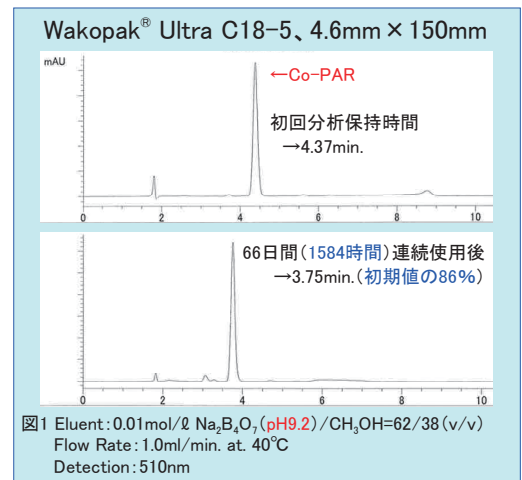 Wakopak® Ultra C18-5、4.6mm×150mm
mAU
←Co-PAR
初回分析保持時間
→4.37min.
0 2 4 6 8 10
66日間（1584時間）連続使用後
→3.75min.（初期値の86%）
0 2 4 6 8 10
図1 Eluent：0.01mol/ℓ Na₂B₄O₇（pH9.2）/CH₃OH=62/38（v/v）
Flow Rate：1.0ml/min. at. 40℃
Detection：510nm